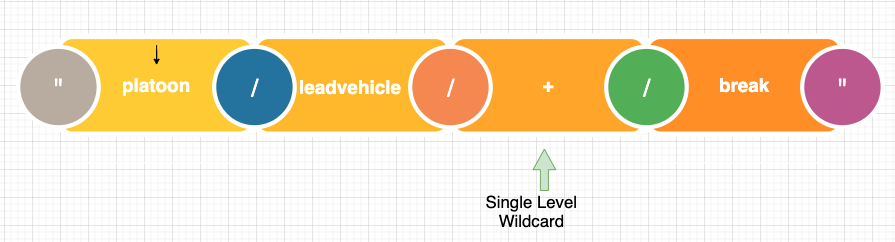 " platoon / leadvehicle / + / break "
Single Level
Wildcard